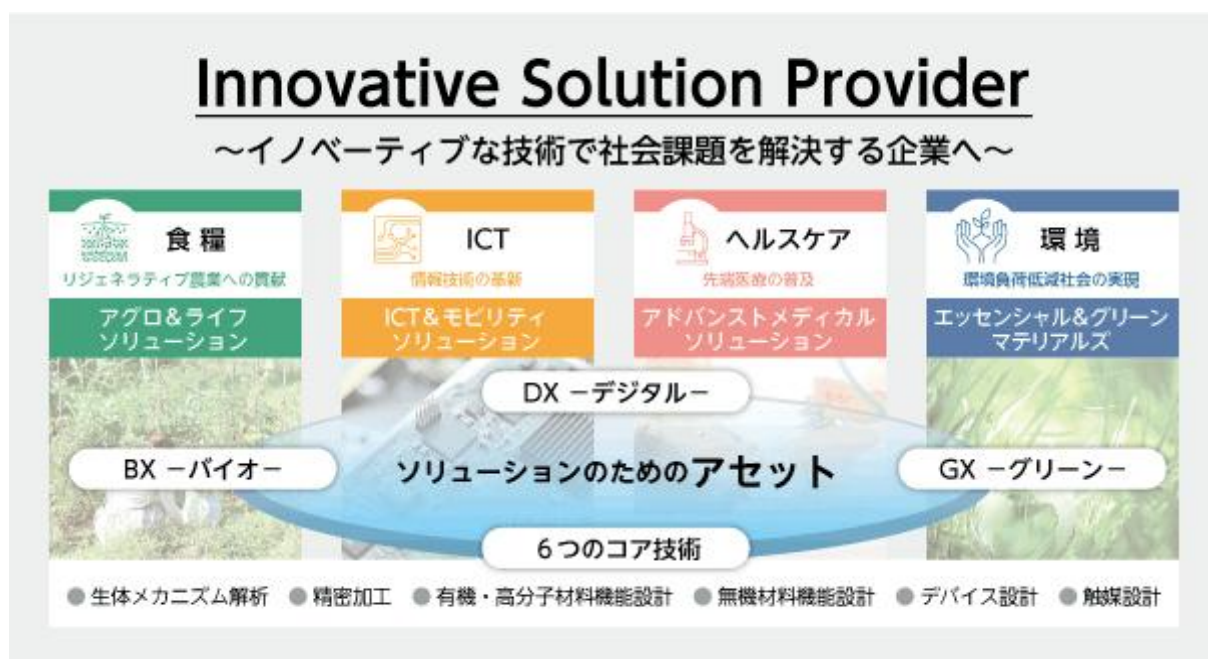 Innovative Solution Provider
～イノベーティブな技術で社会課題を解決する企業へ～
食糧
リジェネラティブ農業への貢献
アグロ&ライフ
ソリューション
ICT
情報技術の革新
ICT&モビリティ
ソリューション
ヘルスケア
先端医療の普及
アドバンストメディカル
ソリューション
環境
環境負荷低減社会の実現
エッセンシャル&グリーン
マテリアルズ
DX －デジタル－
BX －バイオ－
ソリューションのためのアセット
GX －グリーン－
6つのコア技術
●生体メカニズム解析 ●精密加工 ●有機・高分子材料機能設計 ●無機材料機能設計 ●デバイス設計 ●触媒設計